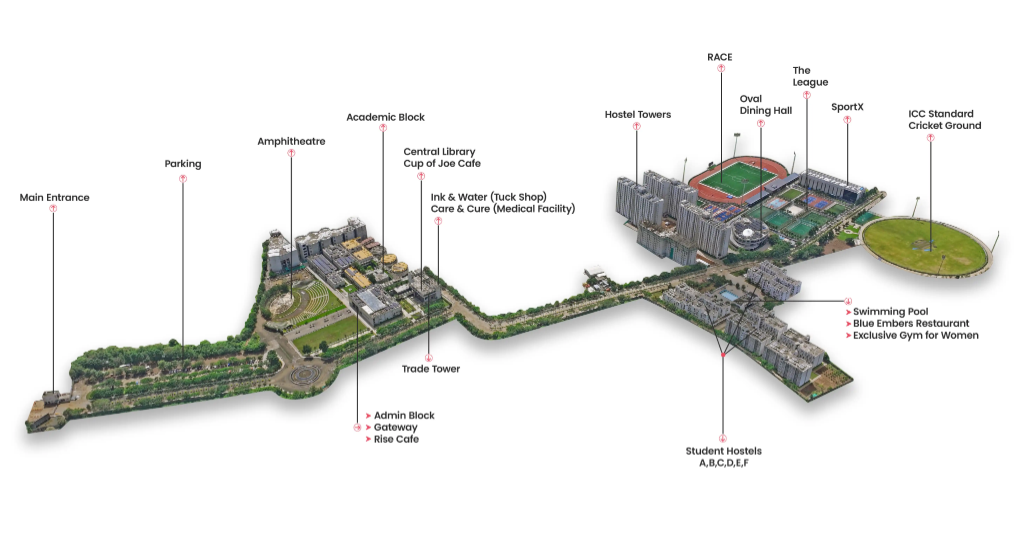 RACE
The
League
Oval
Dining Hall
SportX
Hostel Towers
ICC Standard
Cricket Ground
Academic Block
Amphitheatre
Central Library
Cup of Joe Cafe
Parking
Main Entrance
Ink & Water (Tuck Shop)
Care & Cure (Medical Facility)
Swimming Pool
Blue Embers Restaurant
Exclusive Gym for Women
Trade Tower
Admin Block
Gateway
Rise Cafe
Student Hostels
A,B,C,D,E,F